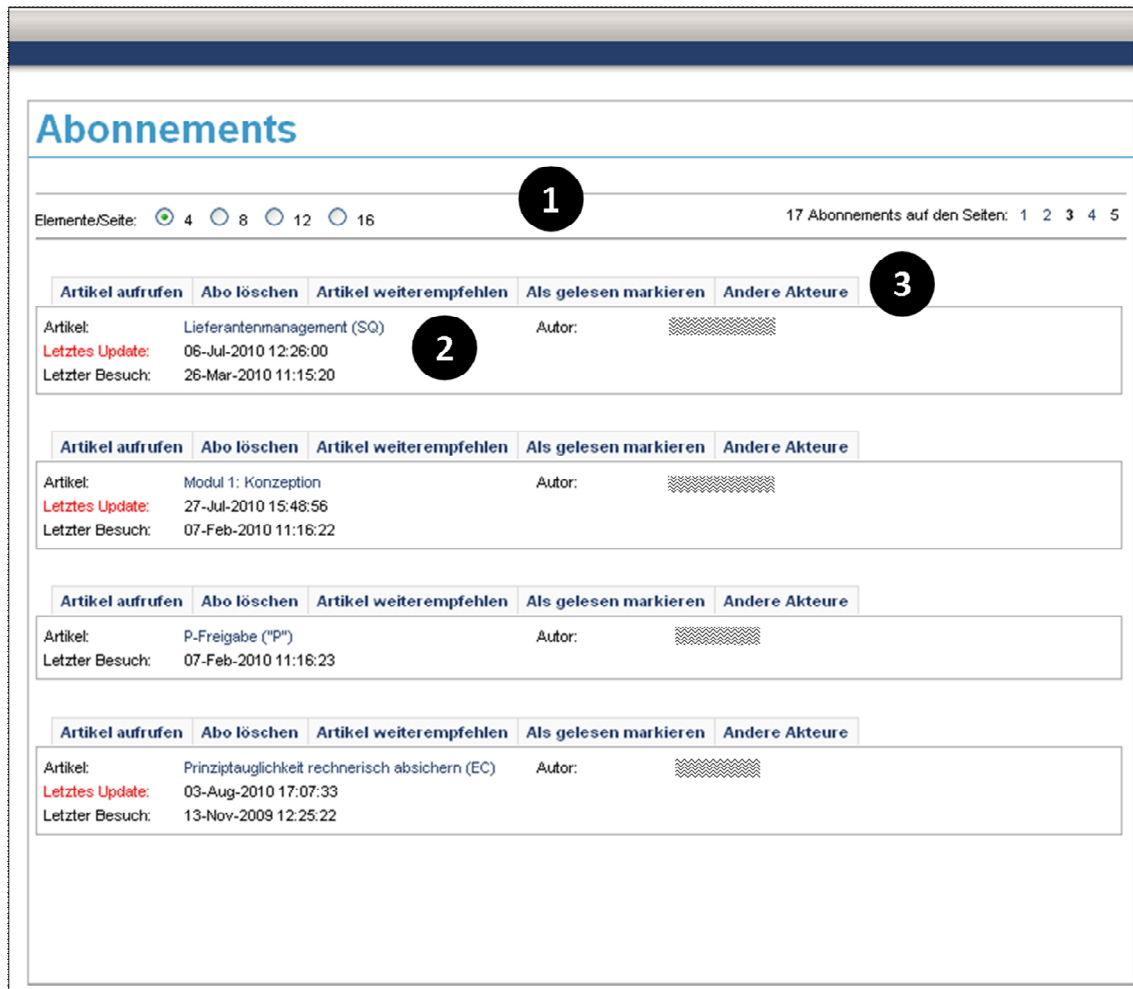 Abonnements
1
Elemente/Seite: 4 8 12 16 17 Abonnements auf den Seiten: 1 2 3 4 5
3
Artikel aufrufen Abo löschen Artikel weiterempfehlen Als gelesen markieren Andere Akteure
Artikel: Lieferantenmanagement (SQ) Autor:
2
Letztes Update: 06-Jul-2010 12:26:00
Letzter Besuch: 26-Mar-2010 11:15:20
Artikel aufrufen Abo löschen Artikel weiterempfehlen Als gelesen markieren Andere Akteure
Artikel: Modul 1: Konzeption Autor:
Letztes Update: 27-Jul-2010 15:48:56
Letzter Besuch: 07-Feb-2010 11:16:22
Artikel aufrufen Abo löschen Artikel weiterempfehlen Als gelesen markieren Andere Akteure
Artikel: P-Freigabe ("P") Autor:
Letzter Besuch: 07-Feb-2010 11:16:23
Artikel aufrufen Abo löschen Artikel weiterempfehlen Als gelesen markieren Andere Akteure
Artikel: Prinziptauglichkeit rechnerisch absichern (EC) Autor:
Letztes Update: 03-Aug-2010 17:07:33
Letzter Besuch: 13-Nov-2009 12:25:22